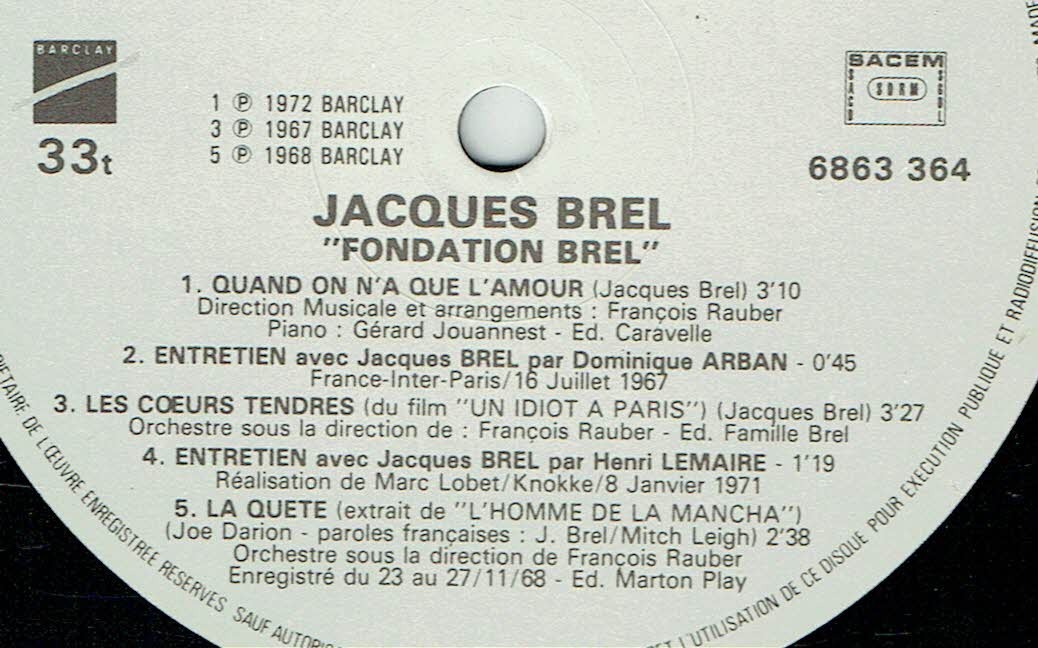 BARCLAY
33t
1 ℗ 1972 BARCLAY
3 ℗ 1967 BARCLAY
5 ℗ 1968 BARCLAY
SACEM
SACD
SDRM
SGDL
6863 364
JACQUES BREL
"FONDATION BREL"
1. QUAND ON N'A QUE L'AMOUR (Jacques Brel) 3'10
Direction Musicale et arrangements : François Rauber
Piano : Gérard Jouannest - Ed. Caravelle
2. ENTRETIEN avec Jacques BREL par Dominique ARBAN - 0'45
France-Inter-Paris/16 Juillet 1967
3. LES CŒURS TENDRES (du film "UN IDIOT A PARIS") (Jacques Brel) 3'27
Orchestre sous la direction de : François Rauber - Ed. Famille Brel
4. ENTRETIEN avec Jacques BREL par Henri LEMAIRE - 1'19
Réalisation de Marc Lobet/Knokke/8 Janvier 1971
5. LA QUETE (extrait de "L'HOMME DE LA MANCHA")
(Joe Darion - paroles françaises : J. Brel/Mitch Leigh) 2'38
Orchestre sous la direction de François Rauber
Enregistré du 23 au 27/11/68 - Ed. Marton Play
DE L'ŒUVRE ENREGISTREE RESERVES SAUF
L'UTILISATION DE CE DISQUE POUR EXECUTION PUBLIQUE ET RADIODIFFUSION
MADE